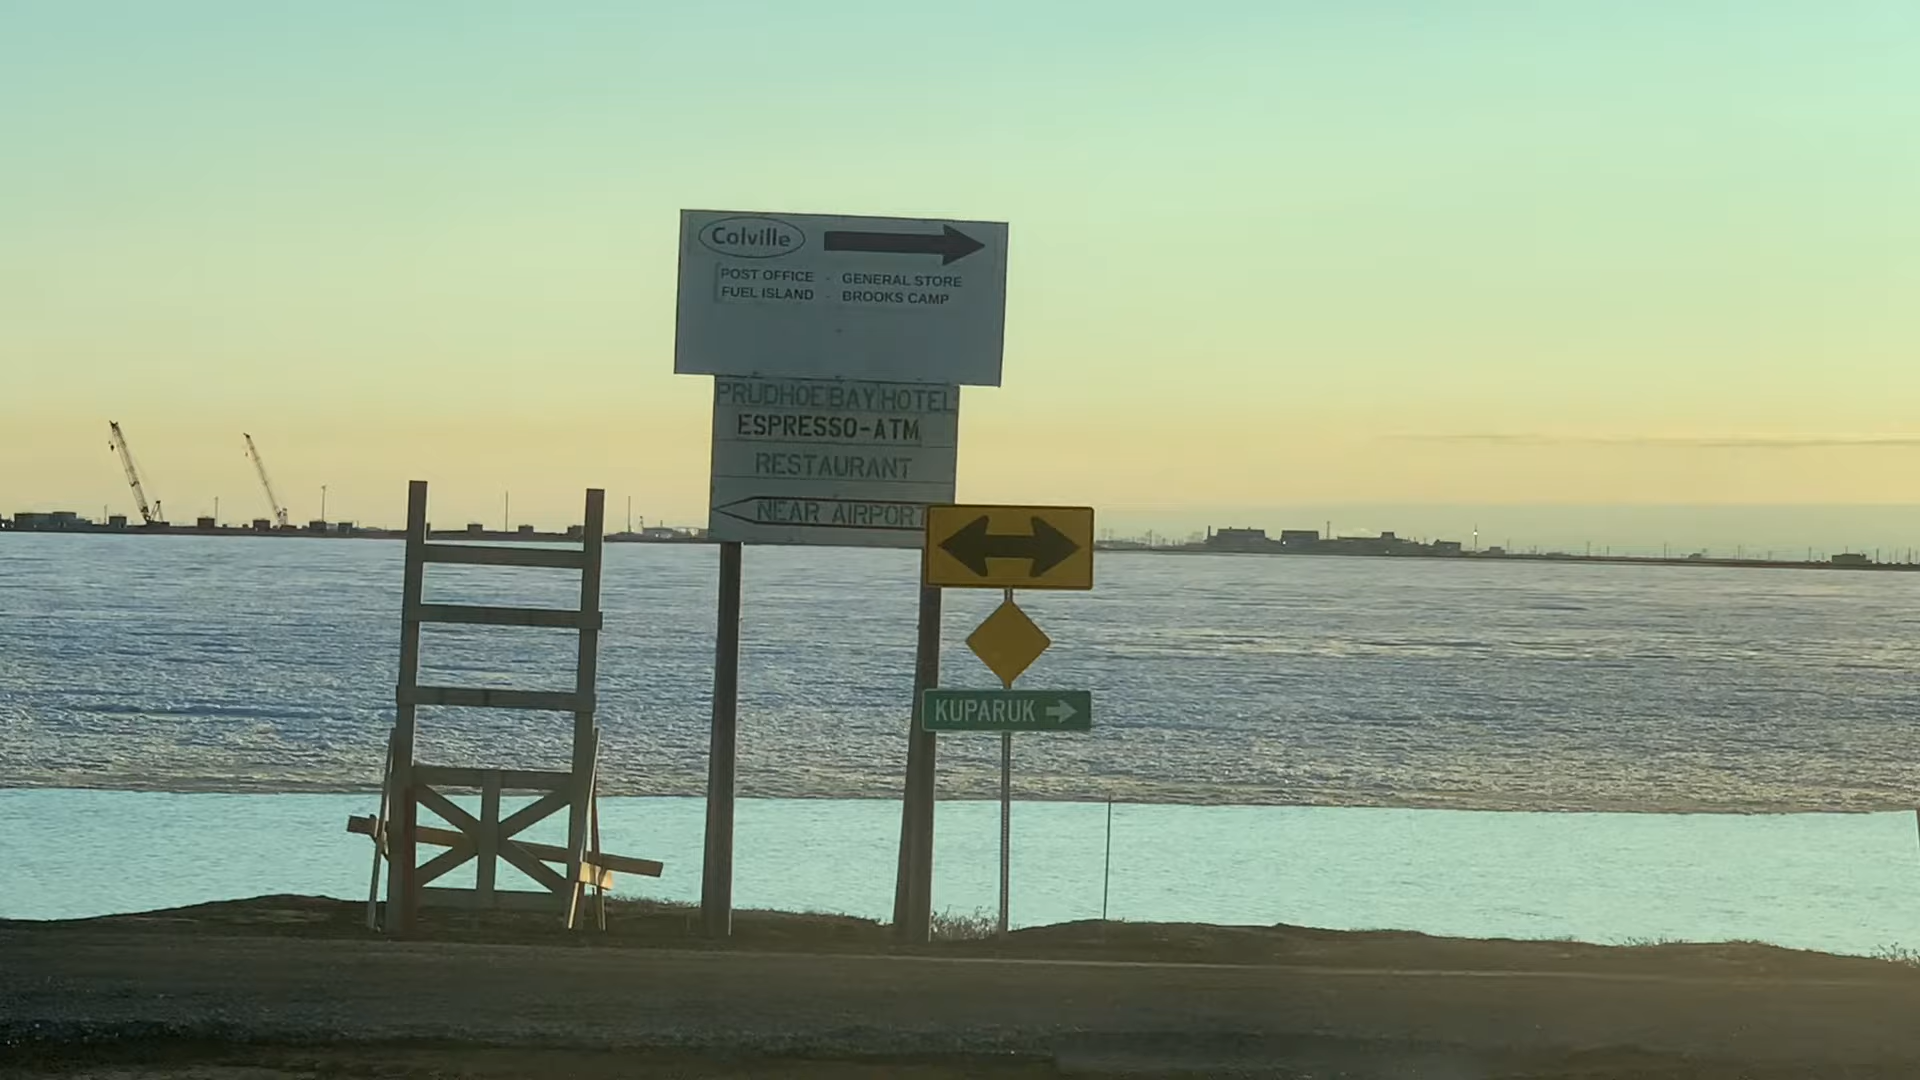 Colville
POST OFFICE - GENERAL STORE
FUEL ISLAND - BROOKS CAMP
PRUDHOE BAY HOTEL
ESPRESSO-ATM
RESTAURANT
NEAR AIRPORT
KUPARUK